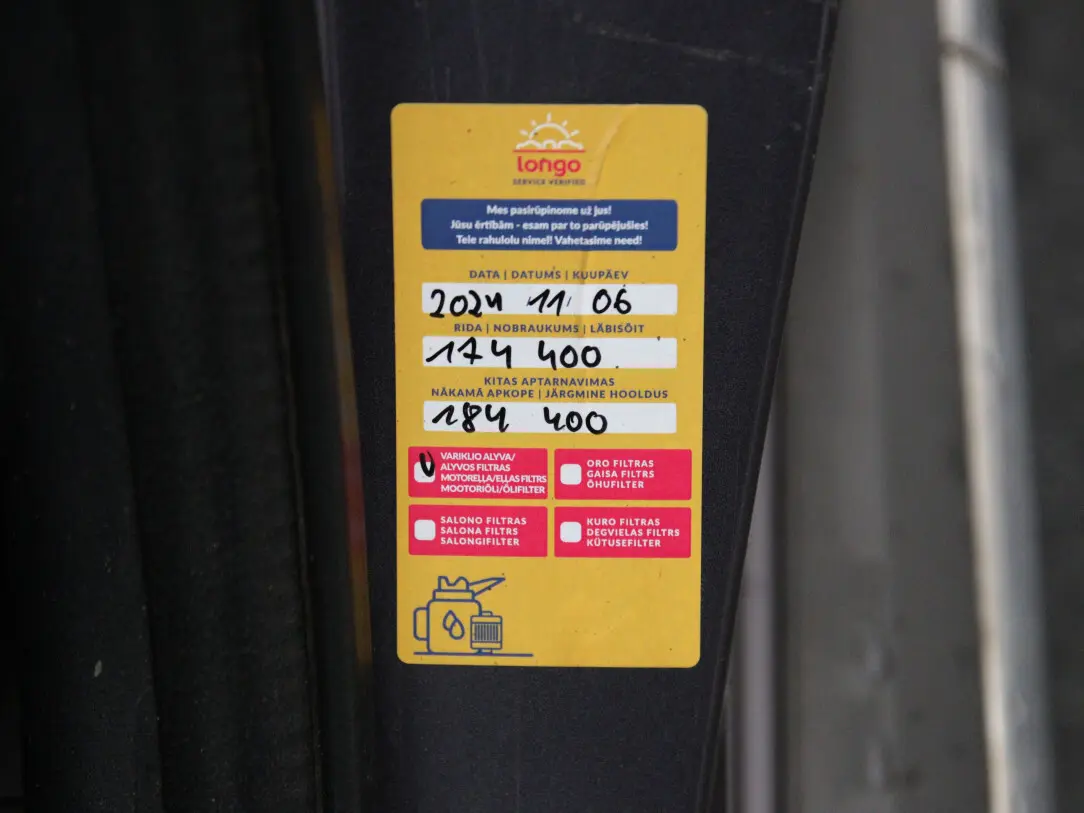 longo
SERVICE VERIFIED
Mes pasirūpinome už jus!
Jūsu ērtībām - esam par to parūpējušies!
Teie rahulolu nimel! Vahetasime need!
DATA | DATUMS | KUUPÄEV
2024 11 06
RIDA | NOBRAUKUMS | LÄBISÕIT
174 400
KITAS APTARNAVIMAS
NĀKAMĀ APKOPE | JÄRGMINE HOOLDUS
184 400
VARIKLIO ALYVA/
ALYVOS FILTRAS
MOTOREĻĻA/EĻĻAS FILTRS
MOOTORIÕLI/ÕLIFILTER
ORO FILTRAS
GAISA FILTRS
ÕHUFILTER
SALONO FILTRAS
SALONA FILTRS
SALONGIFILTER
KURO FILTRAS
DEGVIELAS FILTRS
KÜTUSEFILTER